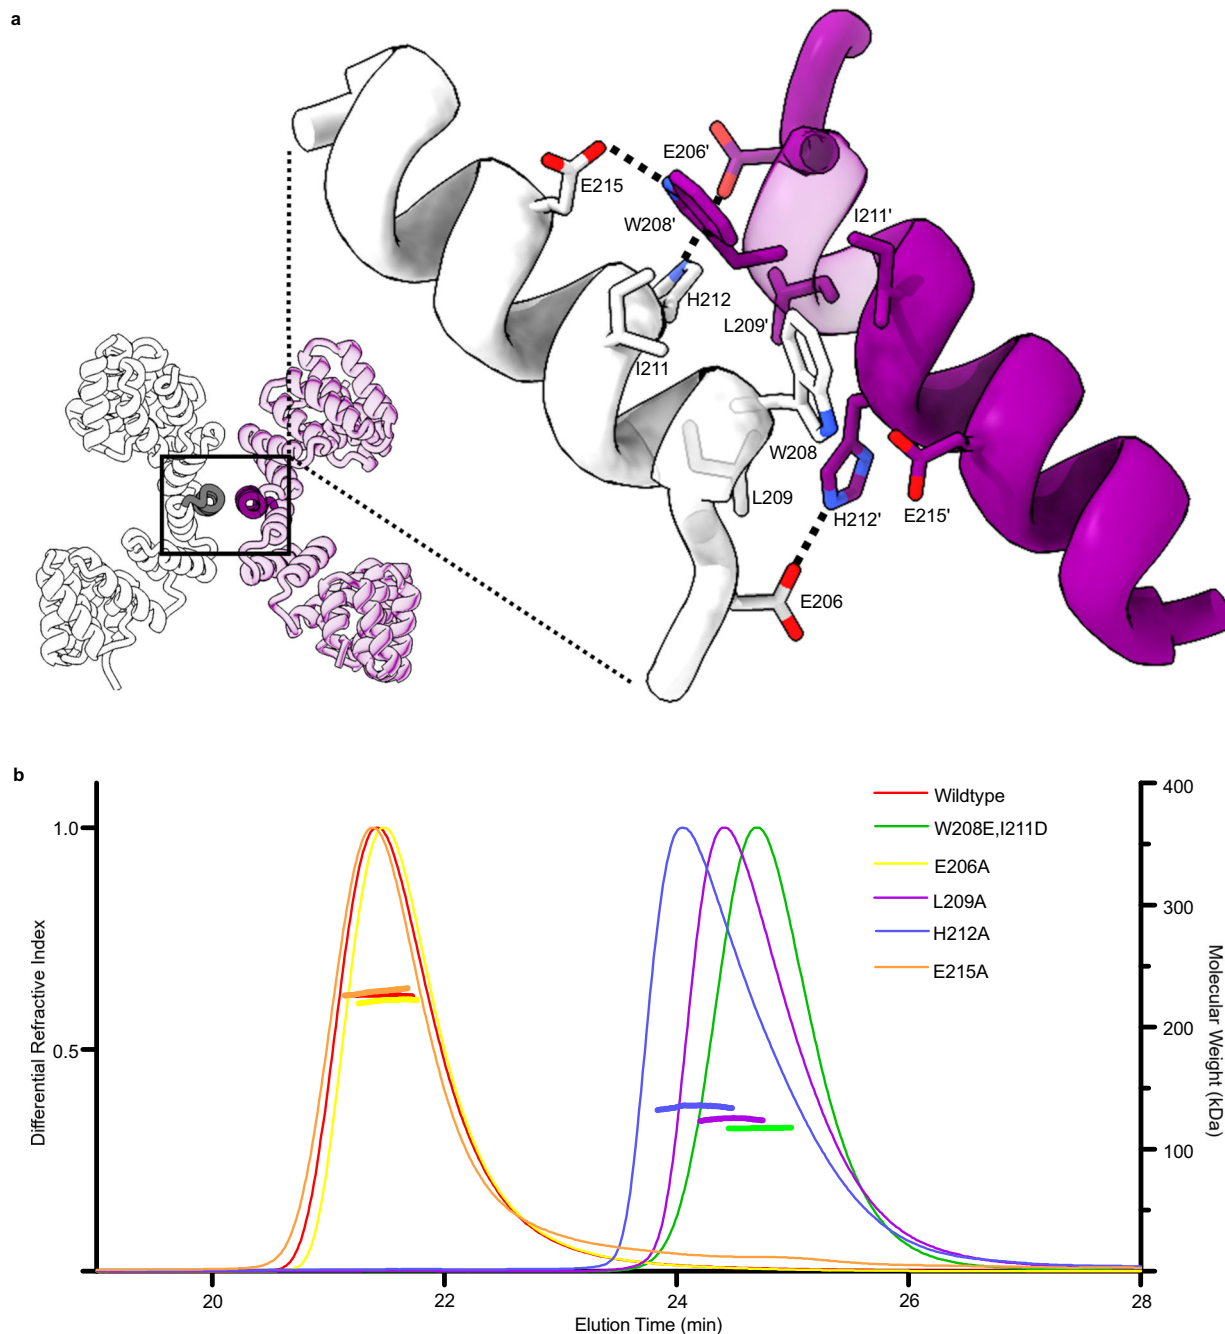 a
E206'
E215
W208'
I211'
H212
L209'
I211
W208
L209
H212'
E215'
E206
b
400
Wildtype
1.0
W208E,I211D
E206A
L209A
300
H212A
E215A
Differential Refractive Index
Molecular Weight (kDa)
200
0.5
100
20
22
24
26
28
Elution Time (min)